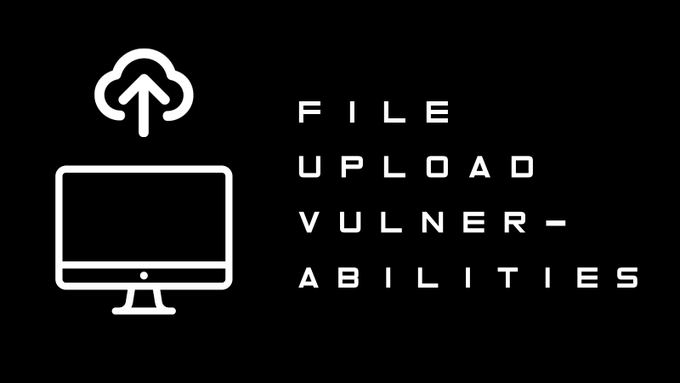 FILE
UPLOAD
VULNER-
ABILITIES